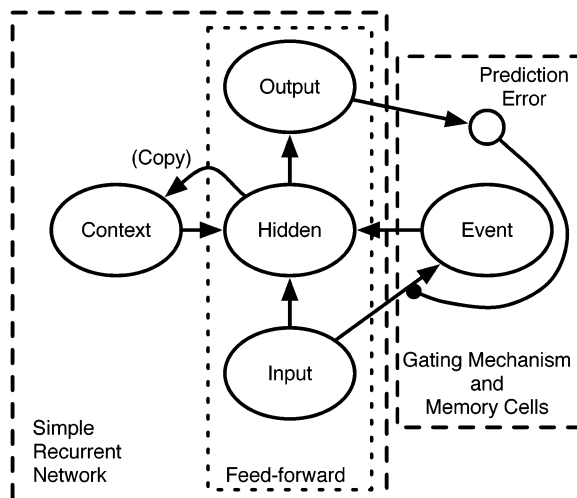 Output
Prediction
Error
(Copy)
Context
Hidden
Event
Input
Gating Mechanism
and
Memory Cells
Simple
Recurrent
Network
Feed-forward